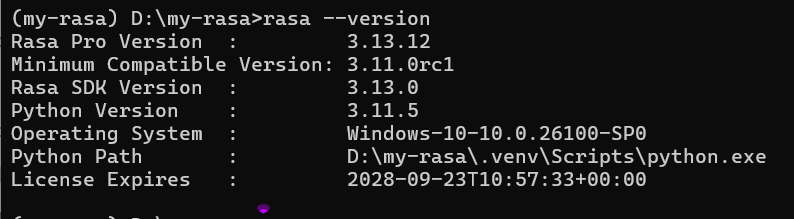 (my-rasa) D:\my-rasa>rasa --version
Rasa Pro Version  :         3.13.12
Minimum Compatible Version: 3.11.0rc1
Rasa SDK Version  :         3.13.0
Python Version    :         3.11.5
Operating System  :         Windows-10-10.0.26100-SP0
Python Path       :         D:\my-rasa\.venv\Scripts\python.exe
License Expires   :         2028-09-23T10:57:33+00:00